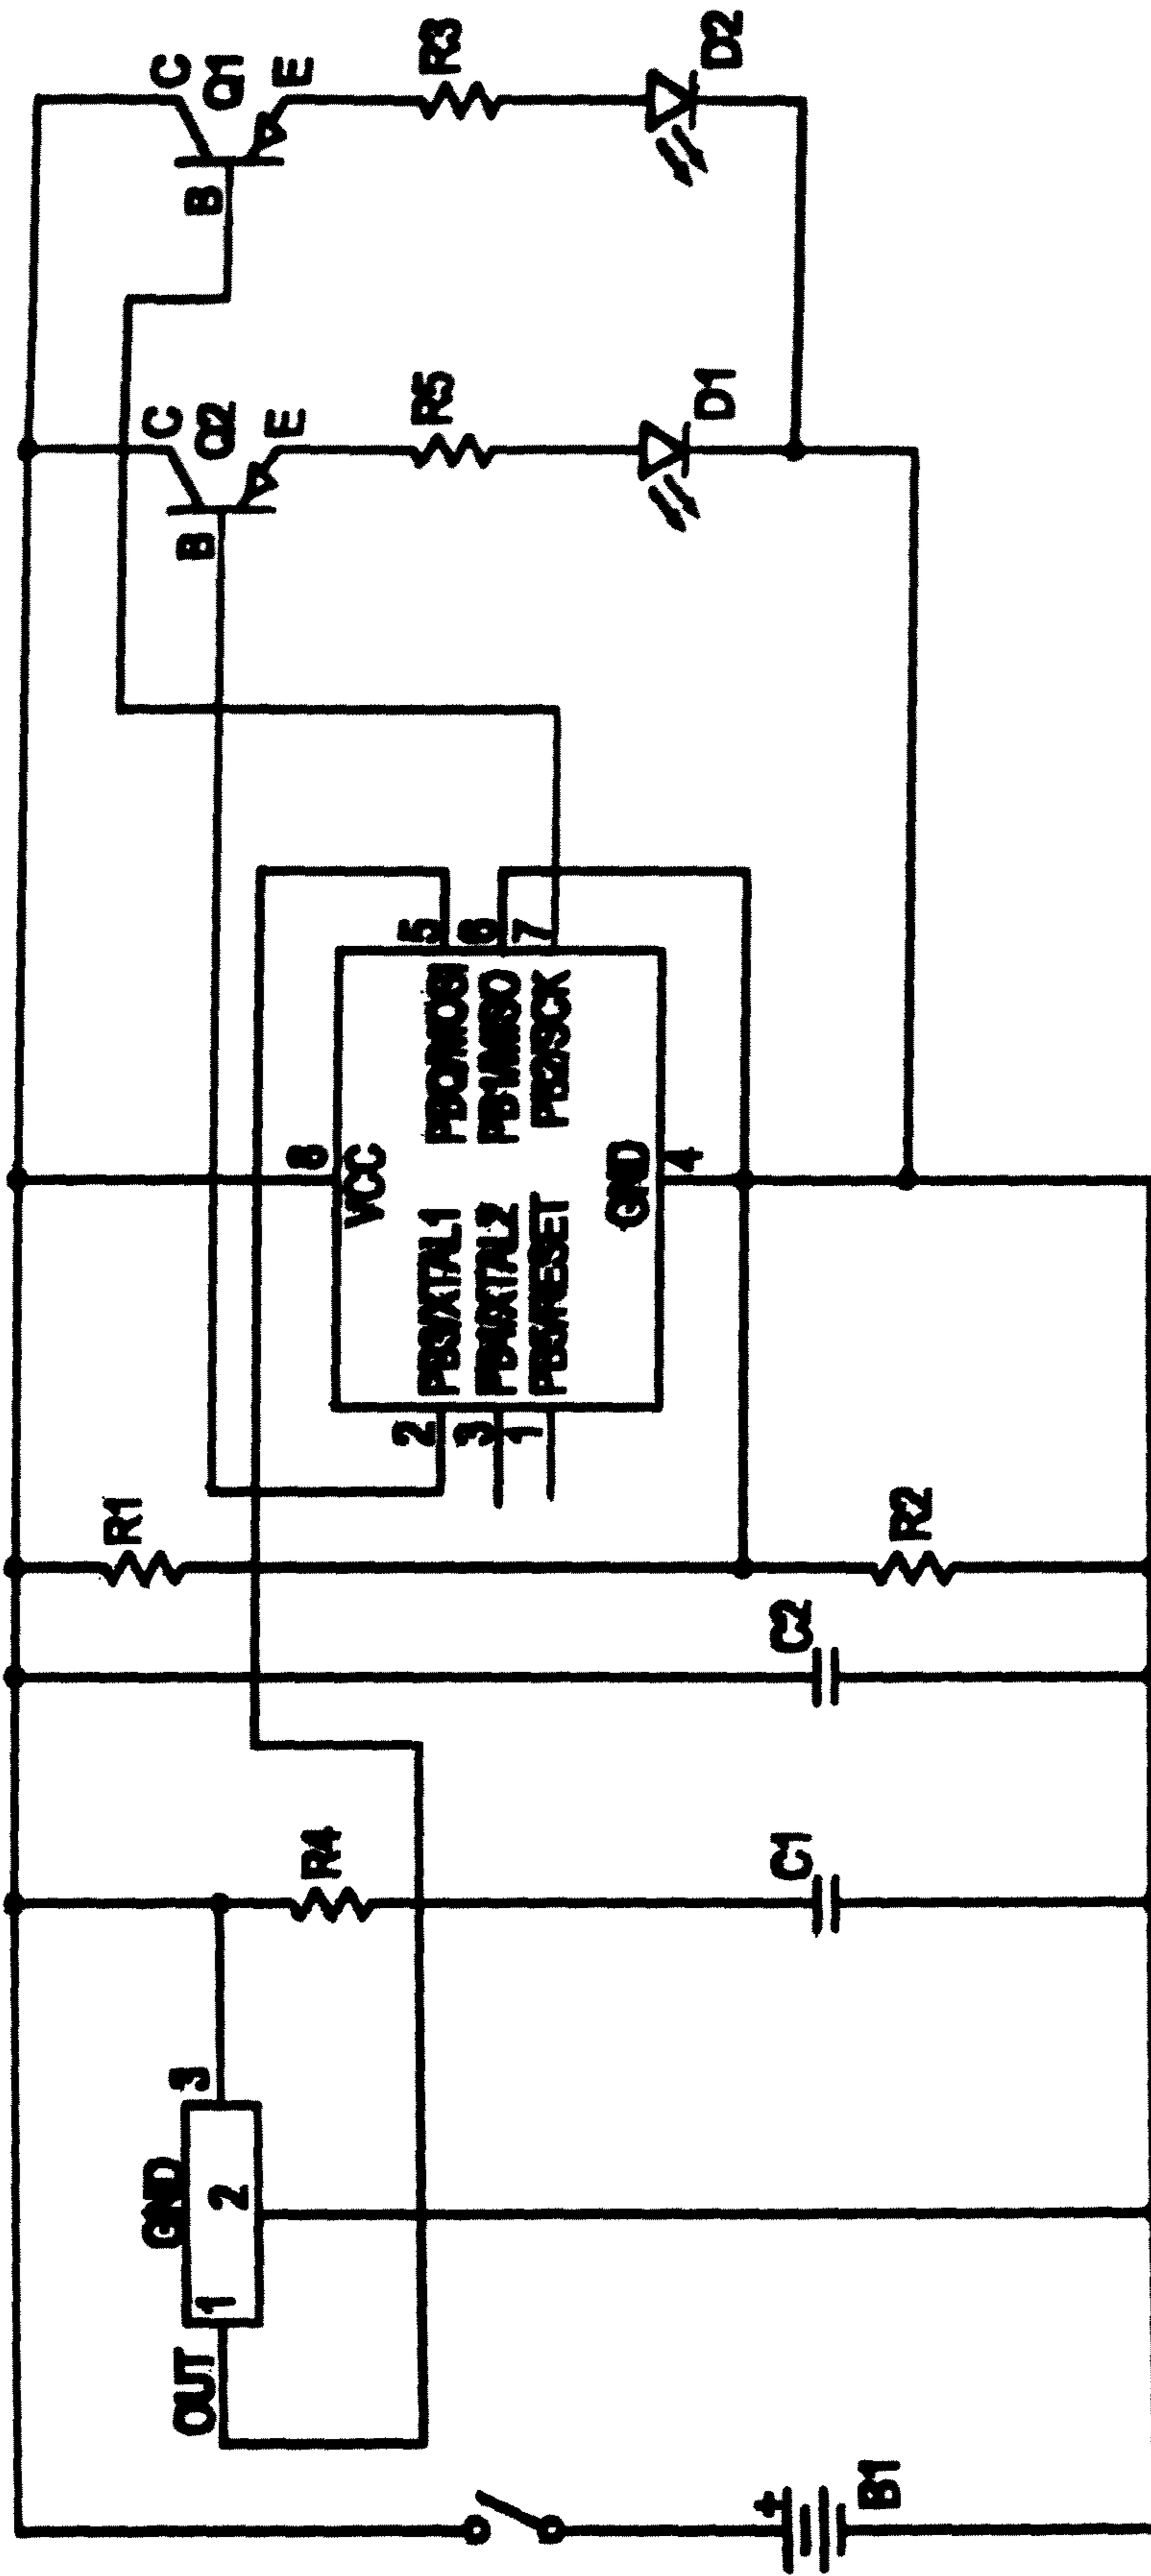 C
Q1
B
E
R3
D2
C
Q2
B
E
R5
D1
5
6
7
PB0/MOSI
PB1/MISO
PB2/SCK
8
VCC
GND
4
PB3/XTAL1
PB4/XTAL2
PB5/RESET
2
3
1
R1
R2
C2
R4
C1
3
GND
2
1
OUT
+
B1